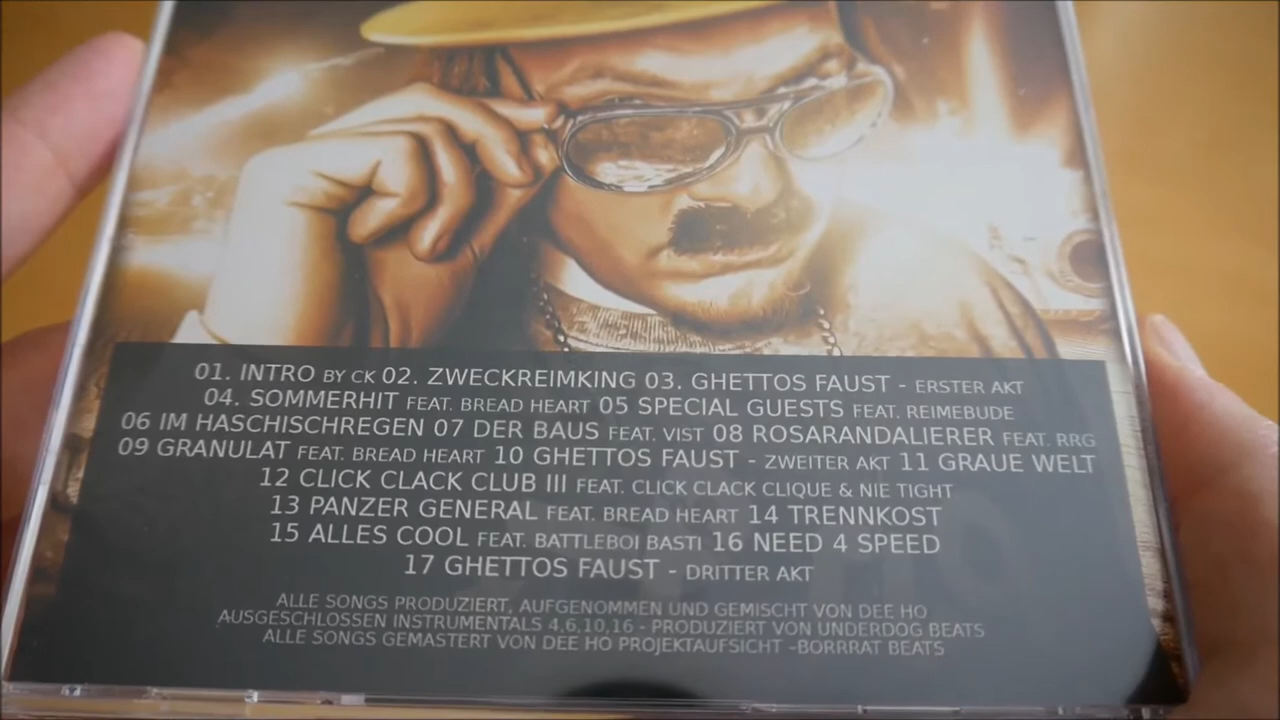 01. INTRO BY CK 02. ZWECKREIMKING 03. GHETTOS FAUST - ERSTER AKT
04. SOMMERHIT FEAT. BREAD HEART 05 SPECIAL GUESTS FEAT. REIMEBUDE
06 IM HASCHISCHREGEN 07 DER BAUS FEAT. VIST 08 ROSARANDALIERER FEAT. RRG
09 GRANULAT FEAT. BREAD HEART 10 GHETTOS FAUST - ZWEITER AKT 11 GRAUE WELT
12 CLICK CLACK CLUB III FEAT. CLICK CLACK CLIQUE & NIE TIGHT
13 PANZER GENERAL FEAT. BREAD HEART 14 TRENNKOST
15 ALLES COOL FEAT. BATTLEBOI BASTI 16 NEED 4 SPEED
17 GHETTOS FAUST - DRITTER AKT
ALLE SONGS PRODUZIERT, AUFGENOMMEN UND GEMISCHT VON DEE HO
AUSGESCHLOSSEN INSTRUMENTALS 4,6,10,16 - PRODUZIERT VON UNDERDOG BEATS
ALLE SONGS GEMASTERT VON DEE HO PROJEKTAUFSICHT -BORRRAT BEATS